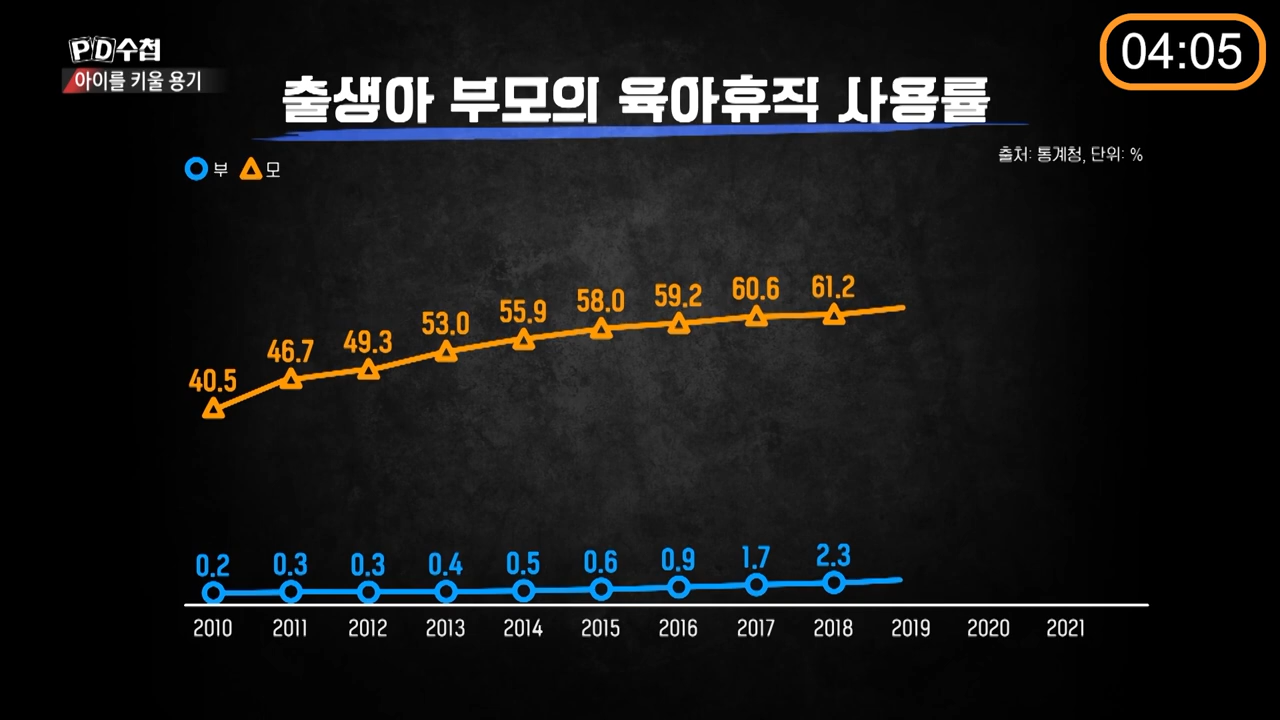 PD수첩
아이를 키울 용기
04:05
출생아 부모의 육아휴직 사용률
출처: 통계청, 단위: %
부 모
40.5 46.7 49.3 53.0 55.9 58.0 59.2 60.6 61.2
0.2 0.3 0.3 0.4 0.5 0.6 0.9 1.7 2.3
2010 2011 2012 2013 2014 2015 2016 2017 2018 2019 2020 2021